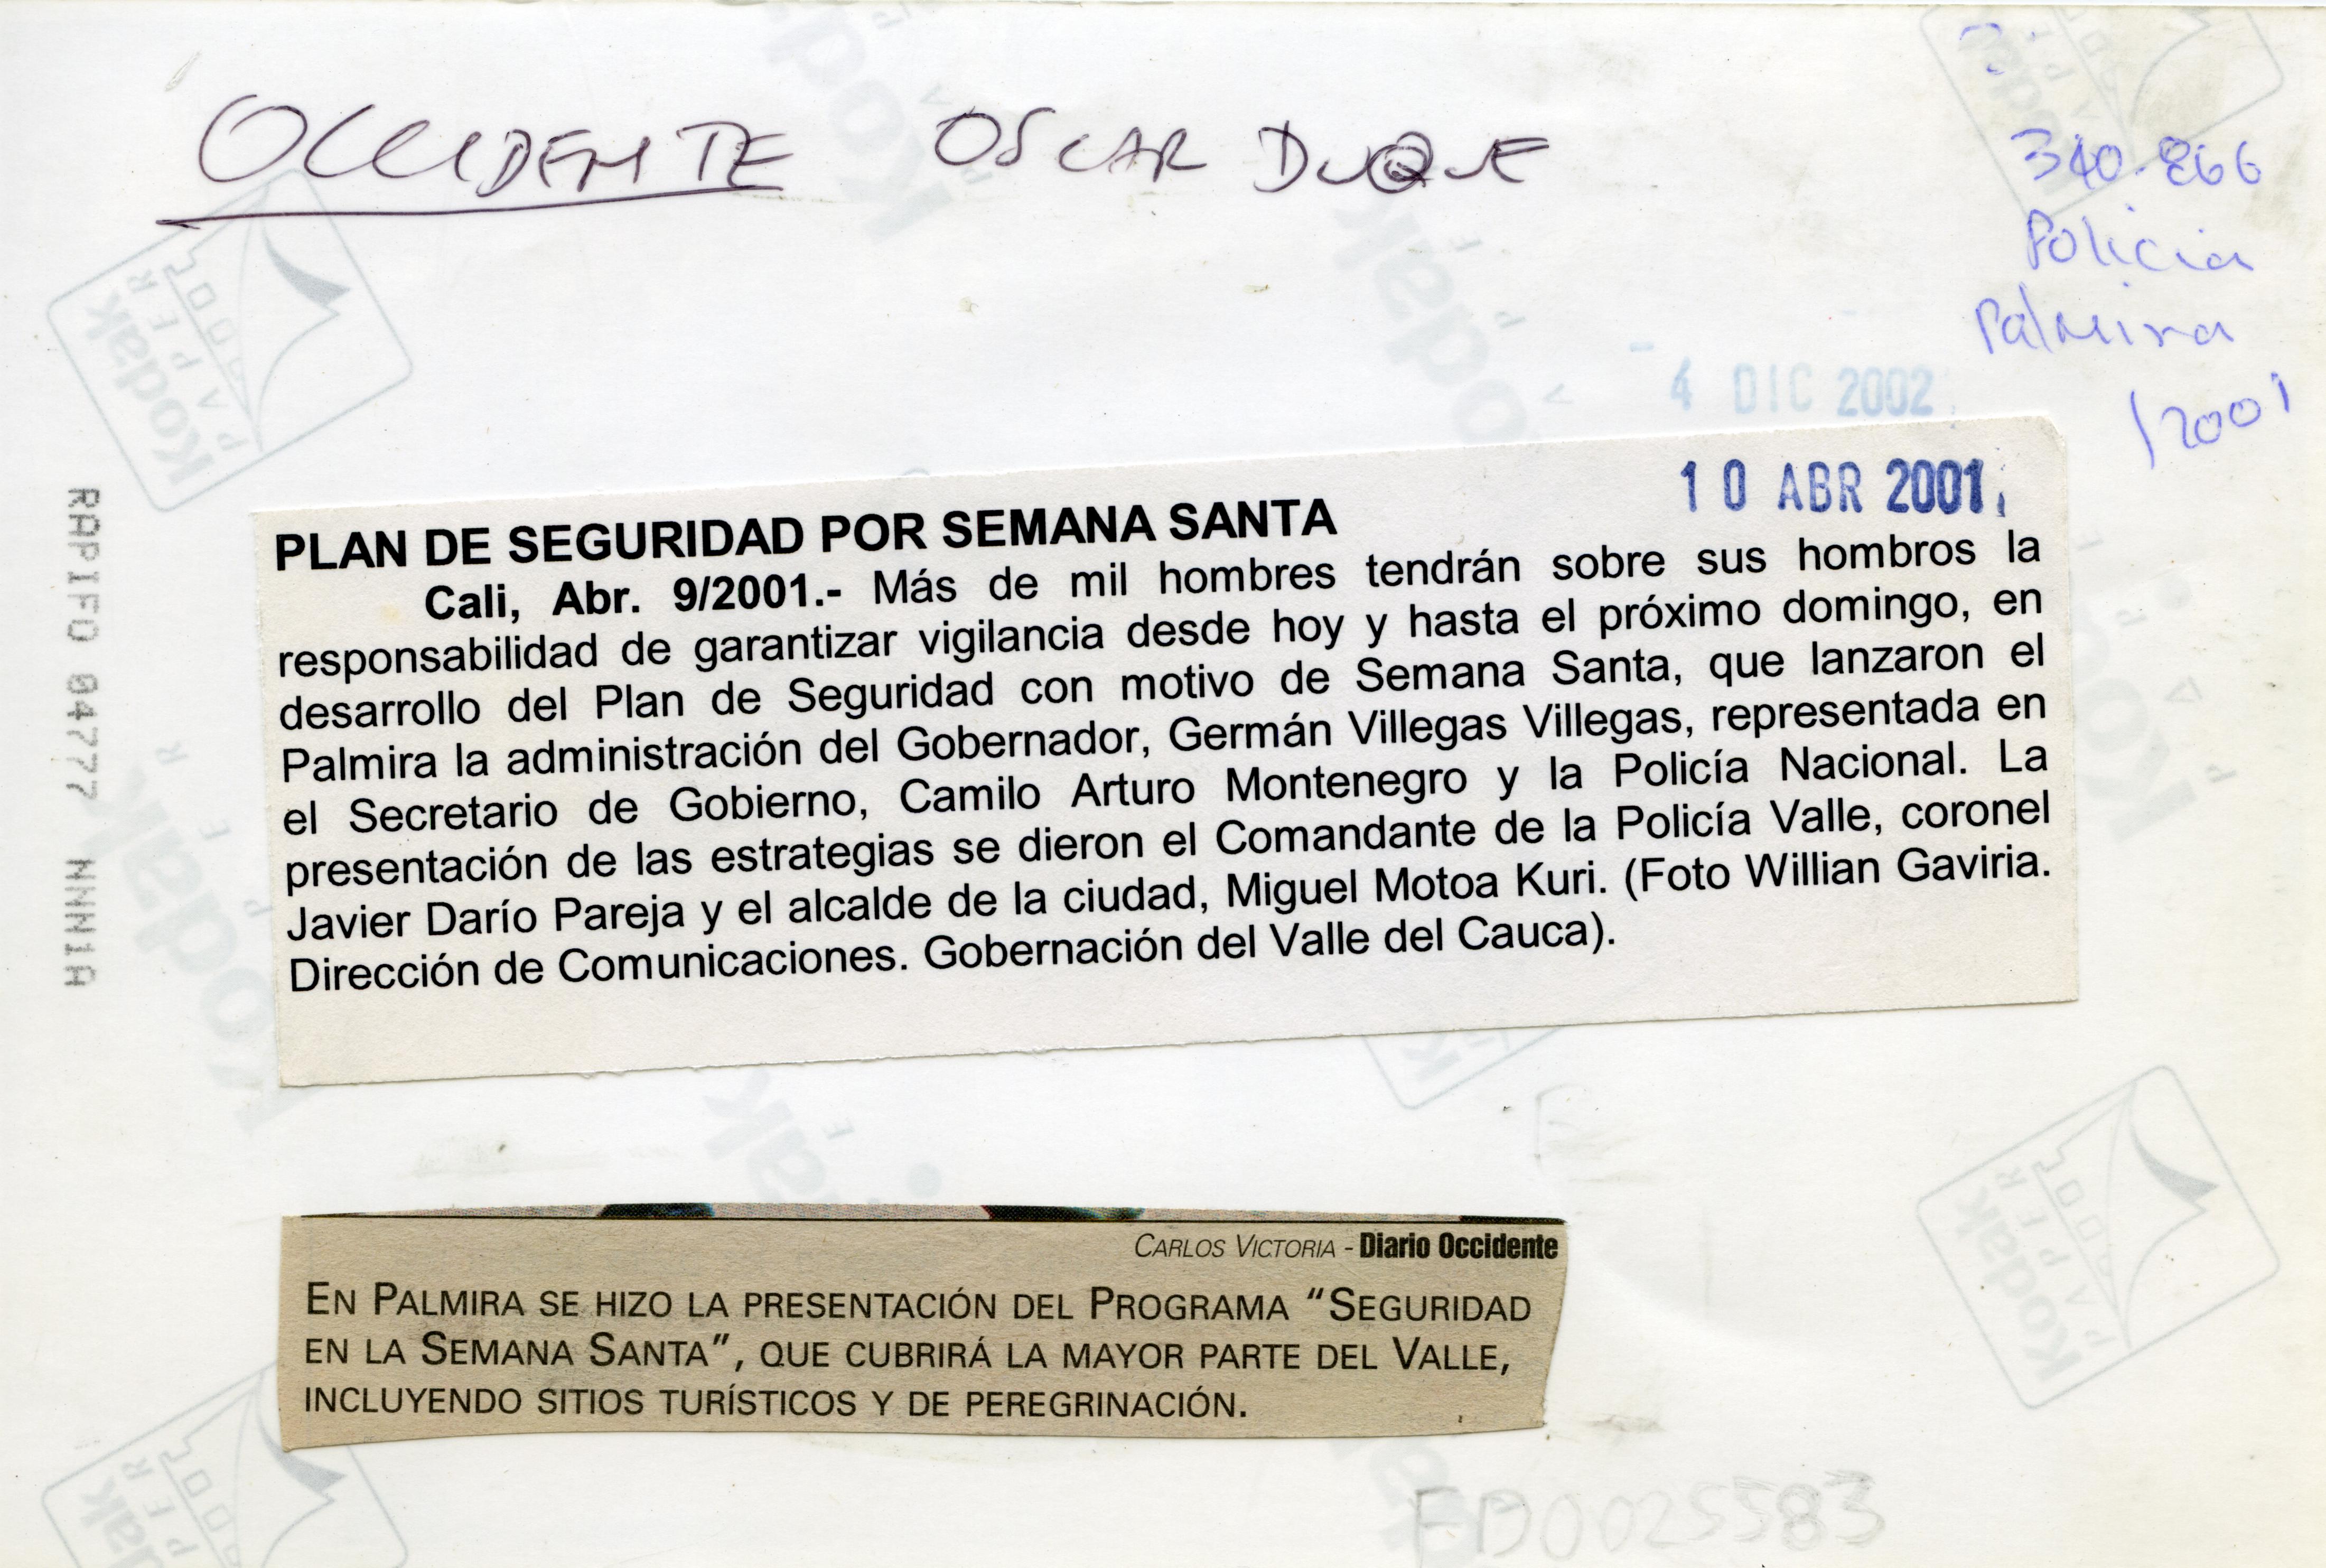 OCCIDENTE OSCAR DUQUE
340.866
Policia
Palmira
/2001
- 4 DIC 2002
10 ABR 2001
PLAN DE SEGURIDAD POR SEMANA SANTA
Cali, Abr. 9/2001.- Más de mil hombres tendrán sobre sus hombros la
responsabilidad de garantizar vigilancia desde hoy y hasta el próximo domingo, en
desarrollo del Plan de Seguridad con motivo de Semana Santa, que lanzaron el
Palmira la administración del Gobernador, Germán Villegas Villegas, representada en
el Secretario de Gobierno, Camilo Arturo Montenegro y la Policía Nacional. La
presentación de las estrategias se dieron el Comandante de la Policía Valle, coronel
Javier Darío Pareja y el alcalde de la ciudad, Miguel Motoa Kuri. (Foto Willian Gaviria.
Dirección de Comunicaciones. Gobernación del Valle del Cauca).
RAPIFO 04777 NNN1A
CARLOS VICTORIA - Diario Occidente
EN PALMIRA SE HIZO LA PRESENTACIÓN DEL PROGRAMA “SEGURIDAD
EN LA SEMANA SANTA”, QUE CUBRIRÁ LA MAYOR PARTE DEL VALLE,
INCLUYENDO SITIOS TURÍSTICOS Y DE PEREGRINACIÓN.
FD0025583
Kodak
PAPER